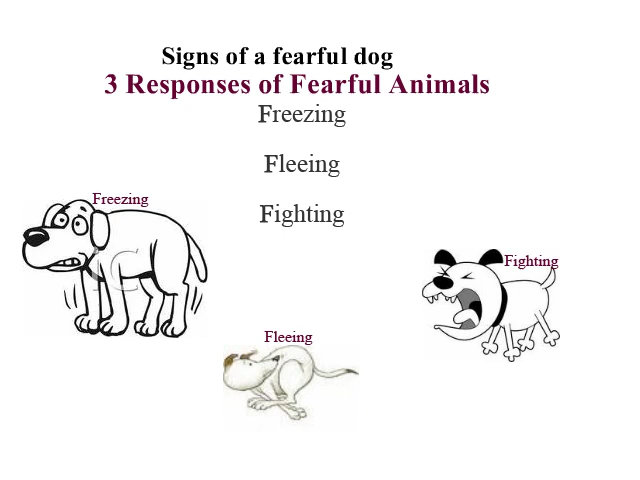 Signs of a fearful dog
3 Responses of Fearful Animals
Freezing
Fleeing
Fighting
Freezing
Fighting
Fleeing